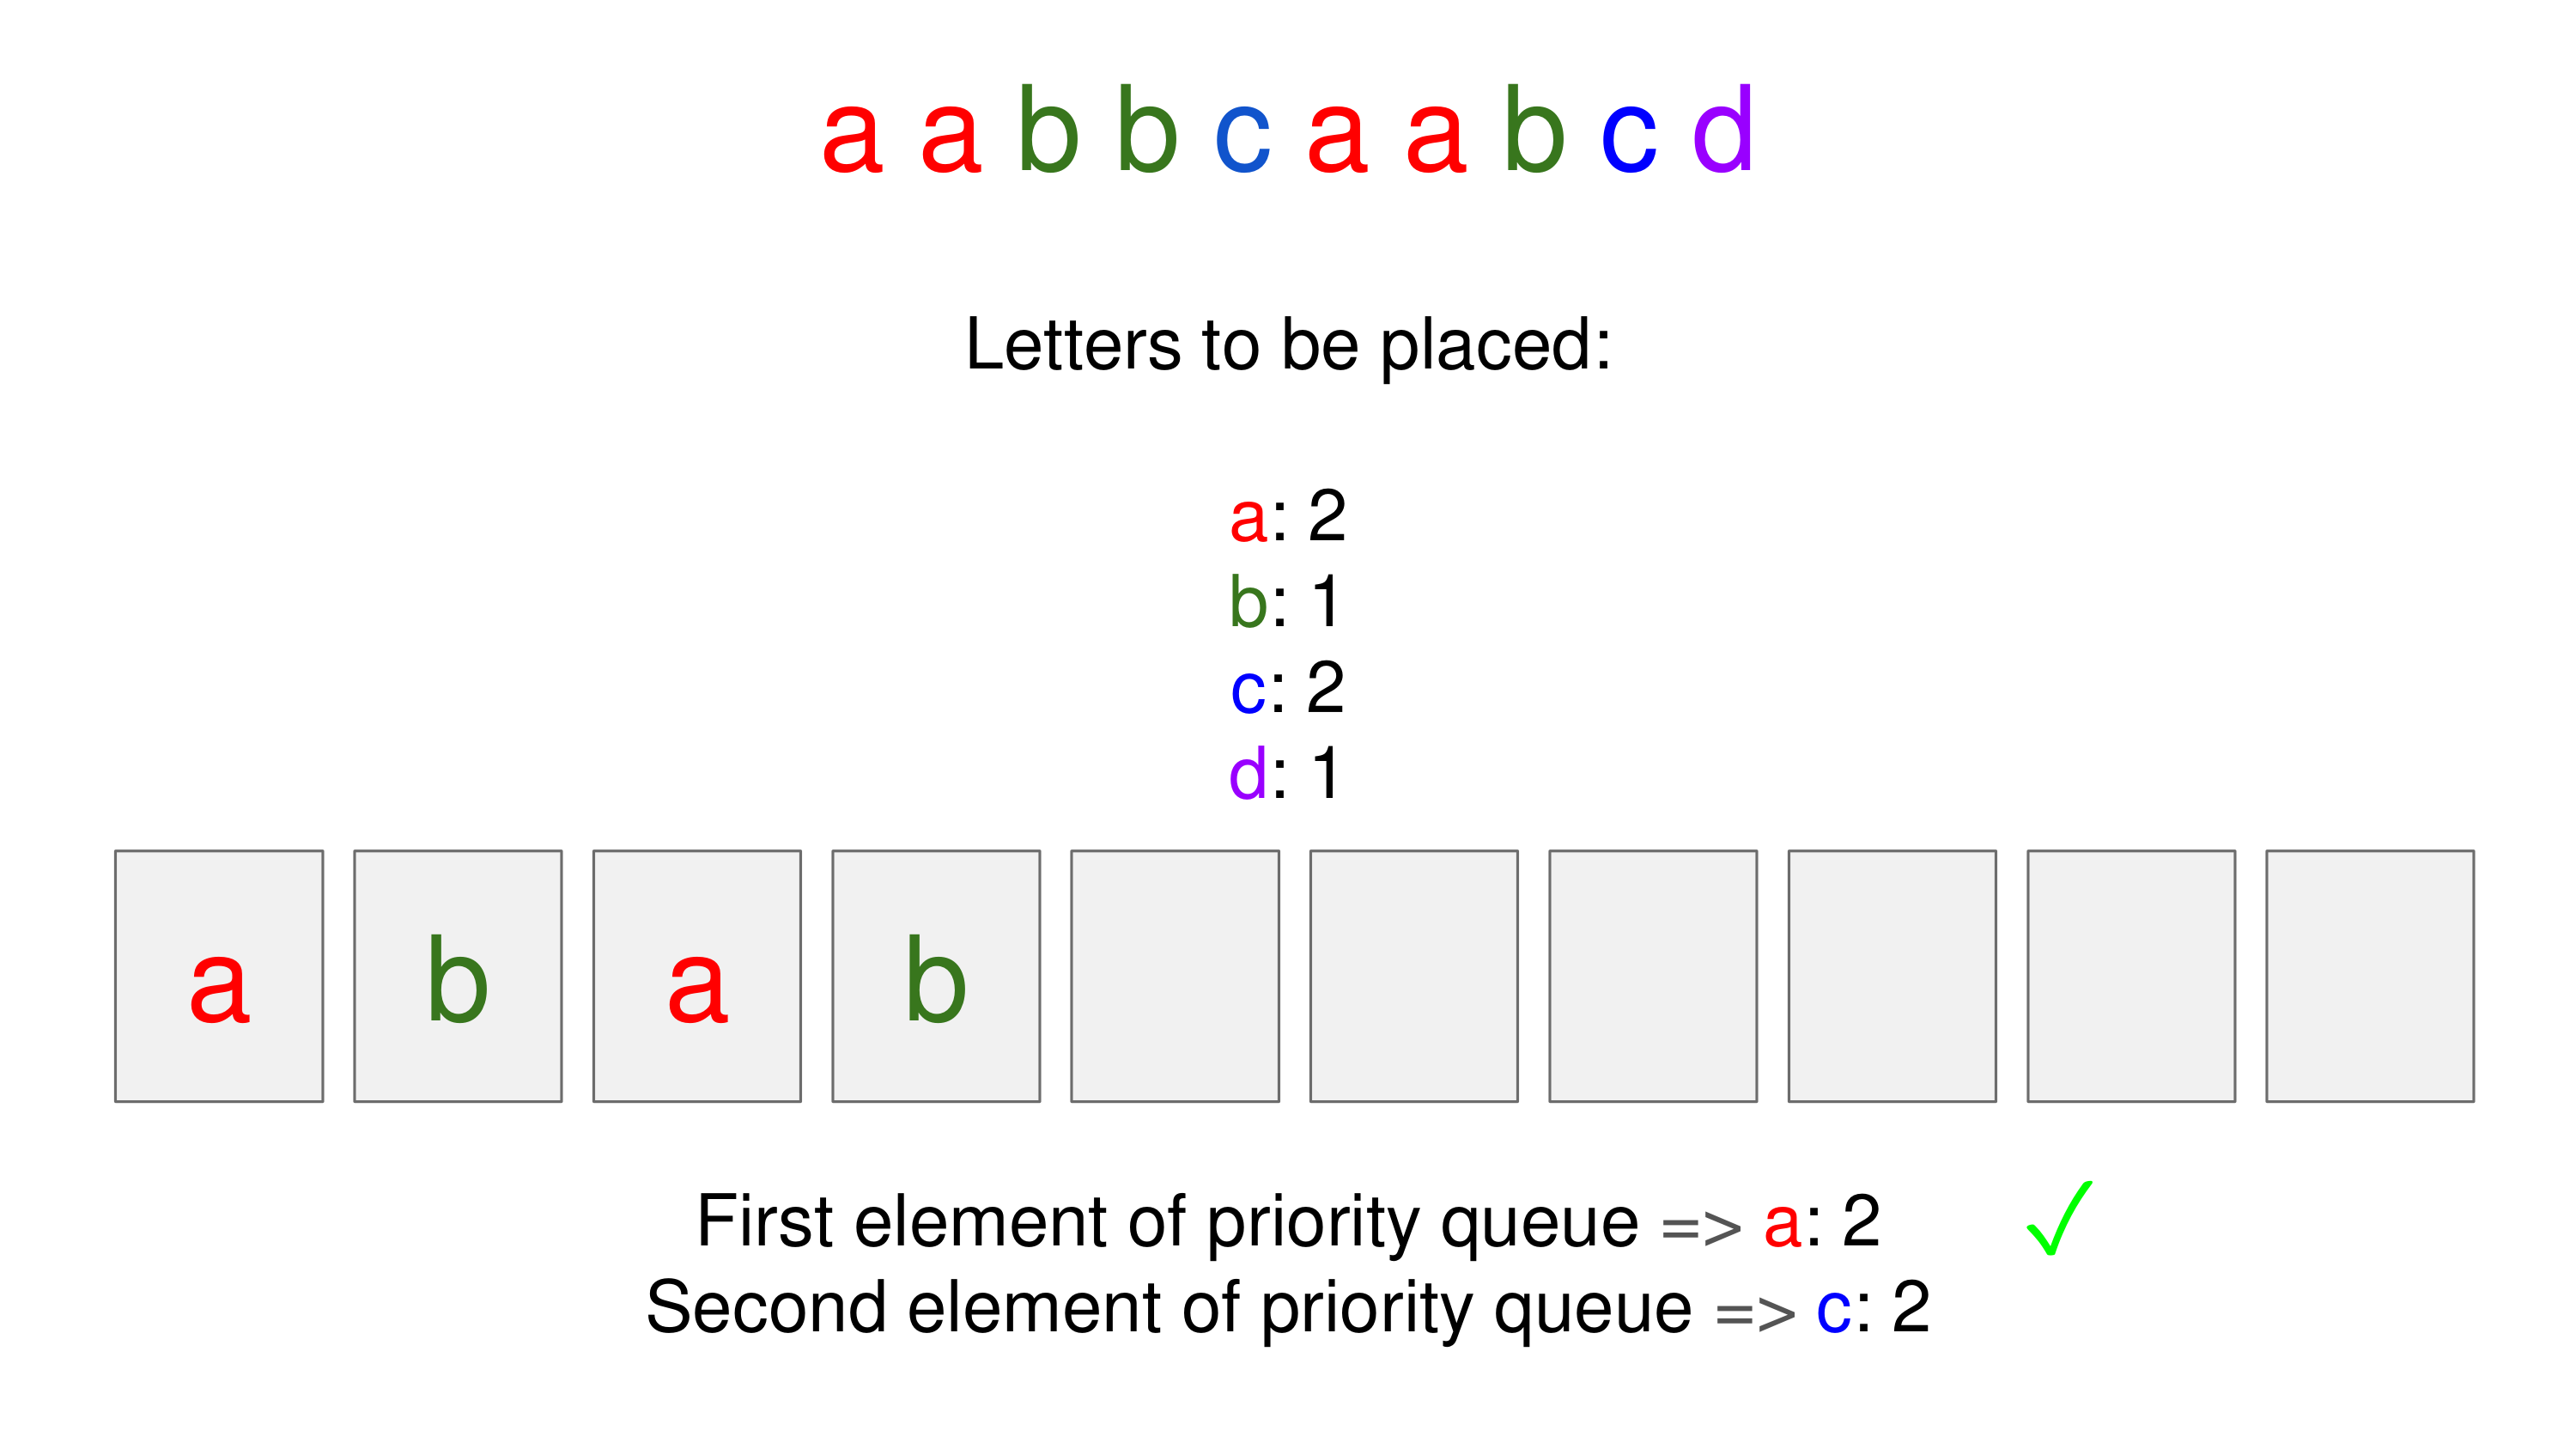 a a b b c a a b c d
Letters to be placed:
a: 2
b: 1
c: 2
d: 1
a b a b
First element of priority queue => a: 2 ✓
Second element of priority queue => c: 2